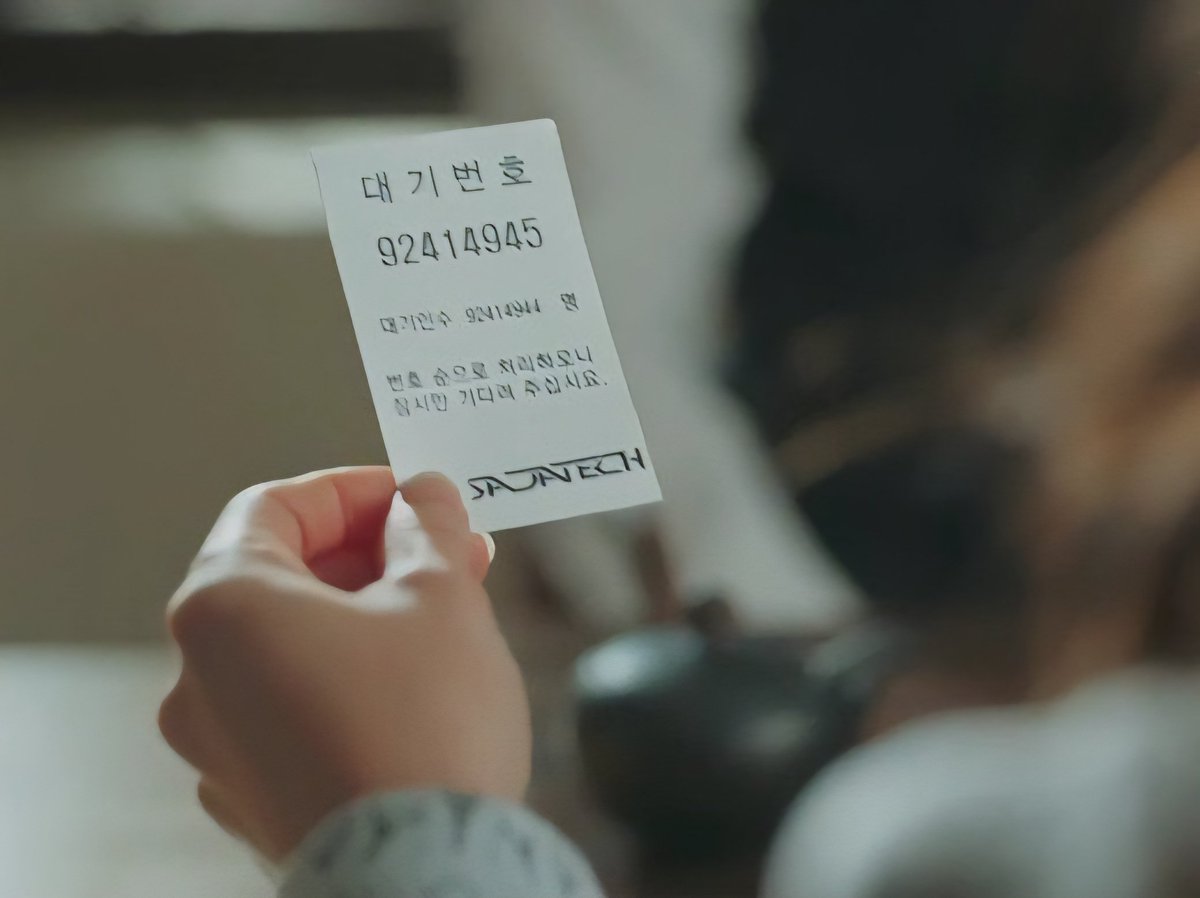 대기번호
92414945
대기인수 92414944 명
번호 순으로 처리하오니
잠시만 기다려 주십시요.
SAJATECH